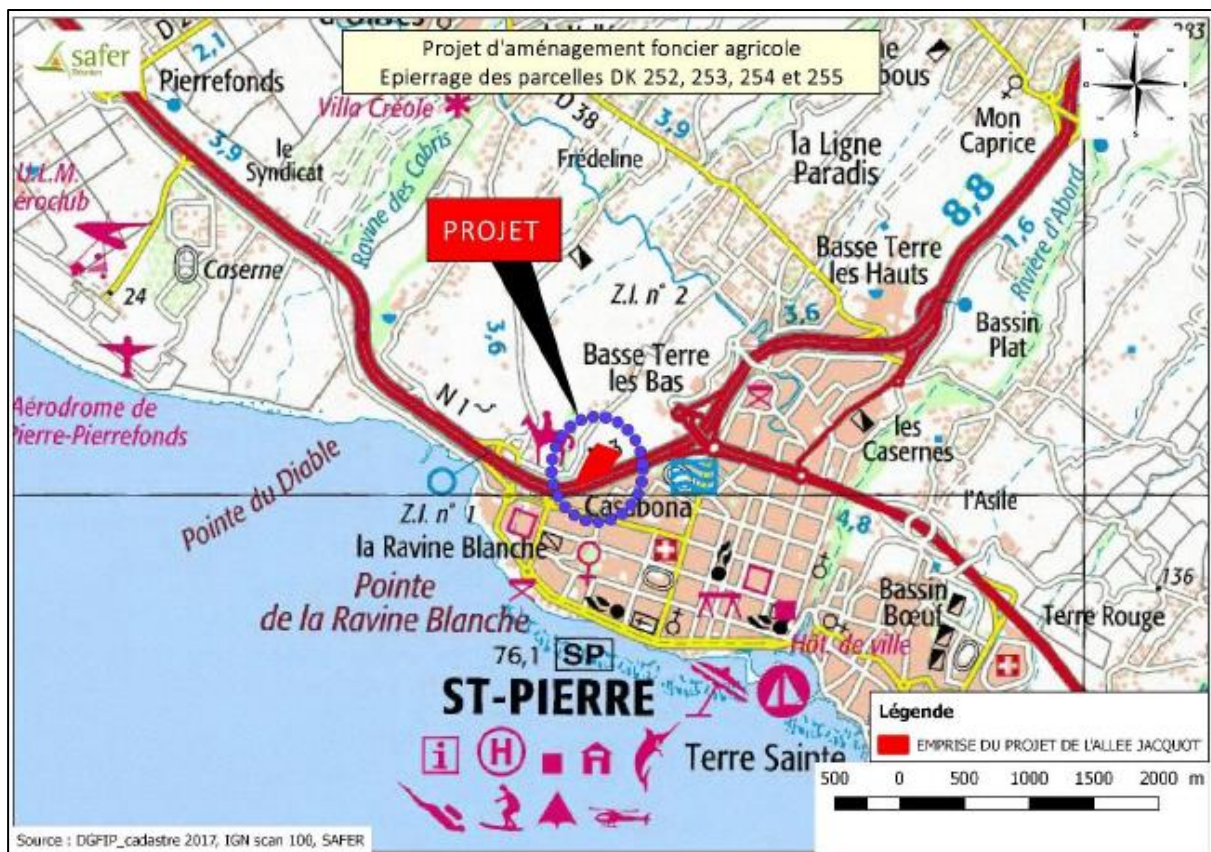 safer
Projet d'aménagement foncier agricole
Epierrage des parcelles DK 252, 253, 254 et 255
283
2,1
Pierrefonds
Villa Créole
D 38
3,9
Mon
Caprice
3,9
le
Syndicat
Ravine des Cabris
Frédeline
la Ligne
Paradis
8,8
1,6
Rivière d'Abord
U.L.M.
PROJET
Caserne
24
Basse Terre
les Hauts
Z.I. n° 2
3,6
3,6
Bassin
Plat
Basse Terre
les Bas
N 1
Aérodrome de
Pierre-Pierrefonds
les
Casernes
Pointe du Diable
Casabona
l'Asile
Z.I. n° 1
4,8
la Ravine Blanche
Pointe
de la Ravine Blanche
Bassin
Bœuf
136
Terre Rouge
Hôt. de ville
76,1 SP
ST-PIERRE
i H
Terre Sainte
Légende
EMPRISE DU PROJET DE L'ALLEE JACQUOT
500 0 500 1000 1500 2000 m
Source : DGFIP_cadastre 2017, IGN scan 100, SAFER